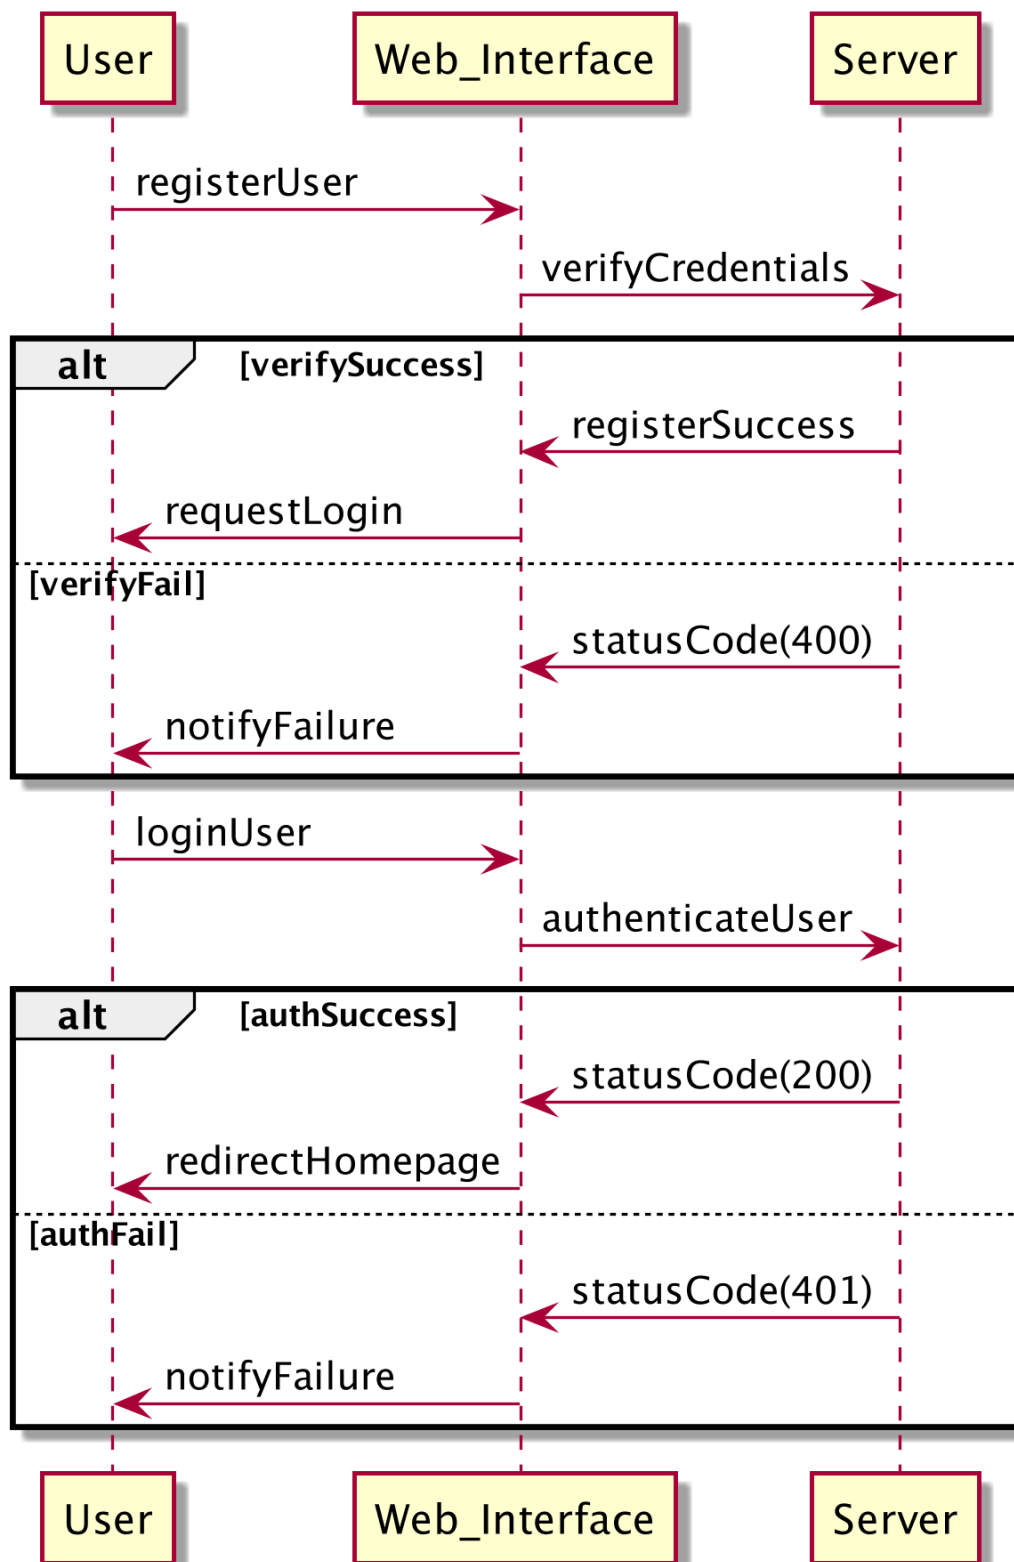 User
Web_Interface
Server
registerUser
verifyCredentials
alt
[verifySuccess]
registerSuccess
requestLogin
[verifyFail]
statusCode(400)
notifyFailure
loginUser
authenticateUser
alt
[authSuccess]
statusCode(200)
redirectHomepage
[authFail]
statusCode(401)
notifyFailure
User
Web_Interface
Server